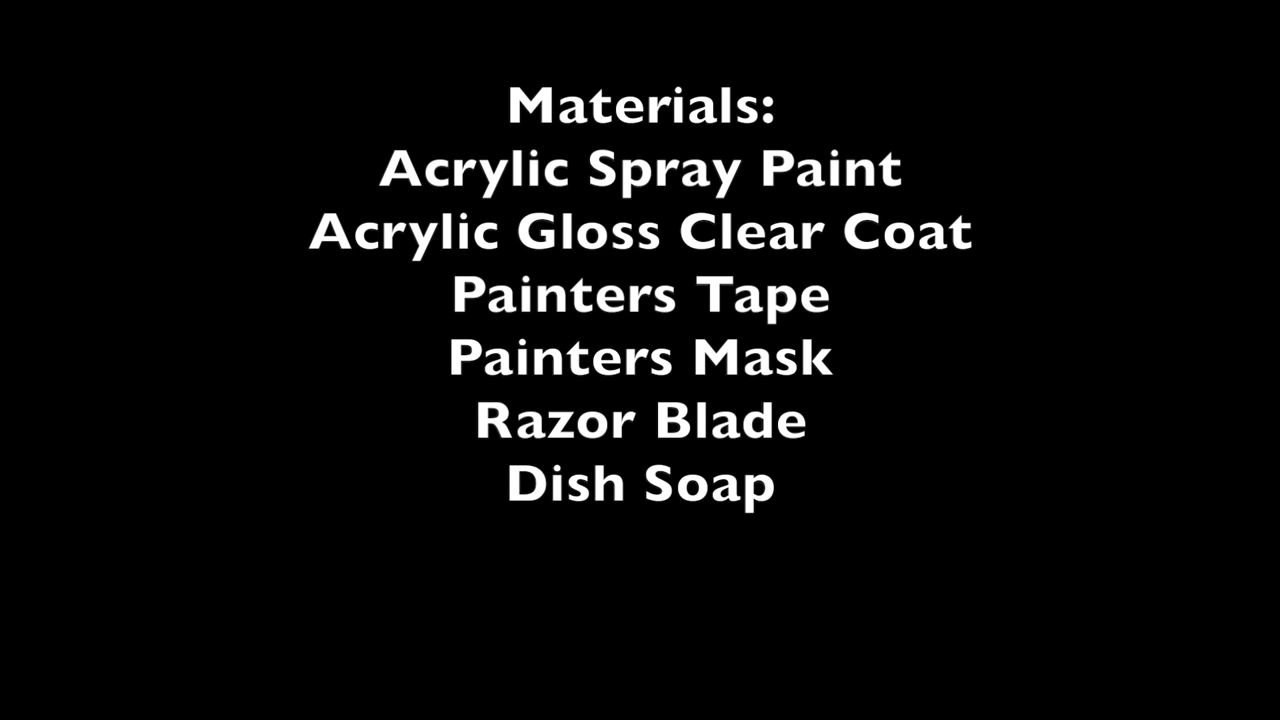 Materials:
Acrylic Spray Paint
Acrylic Gloss Clear Coat
Painters Tape
Painters Mask
Razor Blade
Dish Soap